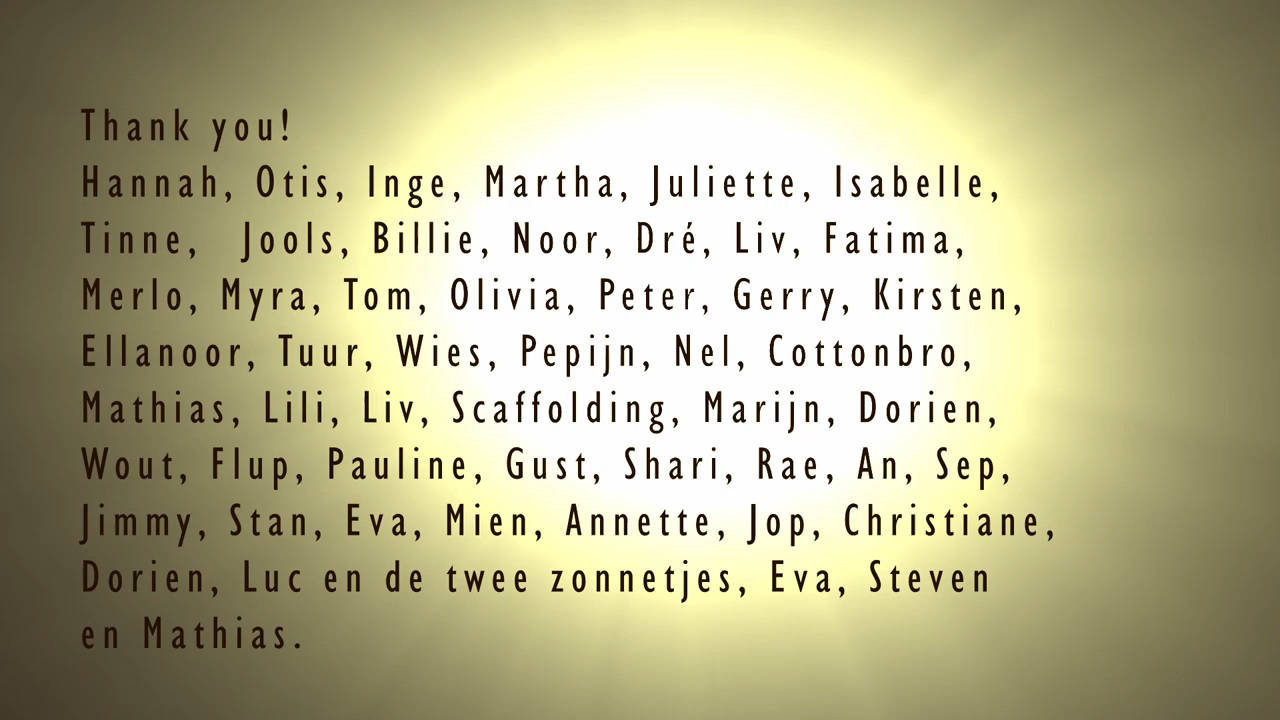 Thank you!
Hannah, Otis, Inge, Martha, Juliette, Isabelle,
Tinne, Jools, Billie, Noor, Dré, Liv, Fatima,
Merlo, Myra, Tom, Olivia, Peter, Gerry, Kirsten,
Ellanoor, Tuur, Wies, Pepijn, Nel, Cottonbro,
Mathias, Lili, Liv, Scaffolding, Marijn, Dorien,
Wout, Flup, Pauline, Gust, Shari, Rae, An, Sep,
Jimmy, Stan, Eva, Mien, Annette, Jop, Christiane,
Dorien, Luc en de twee zonnetjes, Eva, Steven
en Mathias.